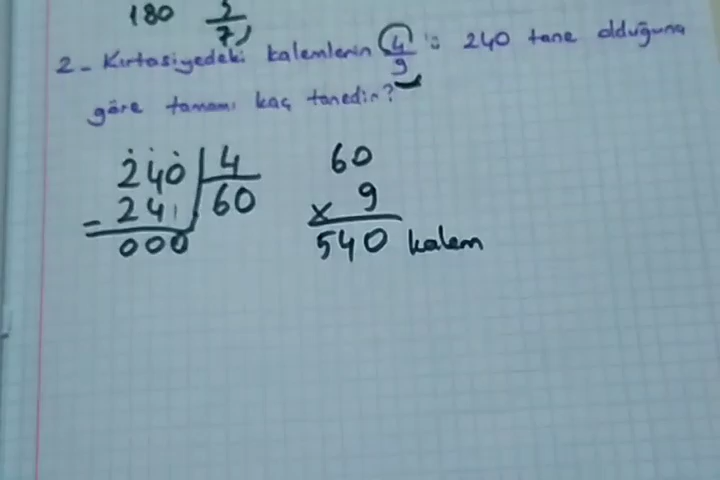 180 2/7
2- Kırtasiyedeki kalemlerin 4/9 'ü 240 tane olduğuna
göre tamamı kaç tanedir?
240 4 60
- 24 60 x 9
000 540 kalem